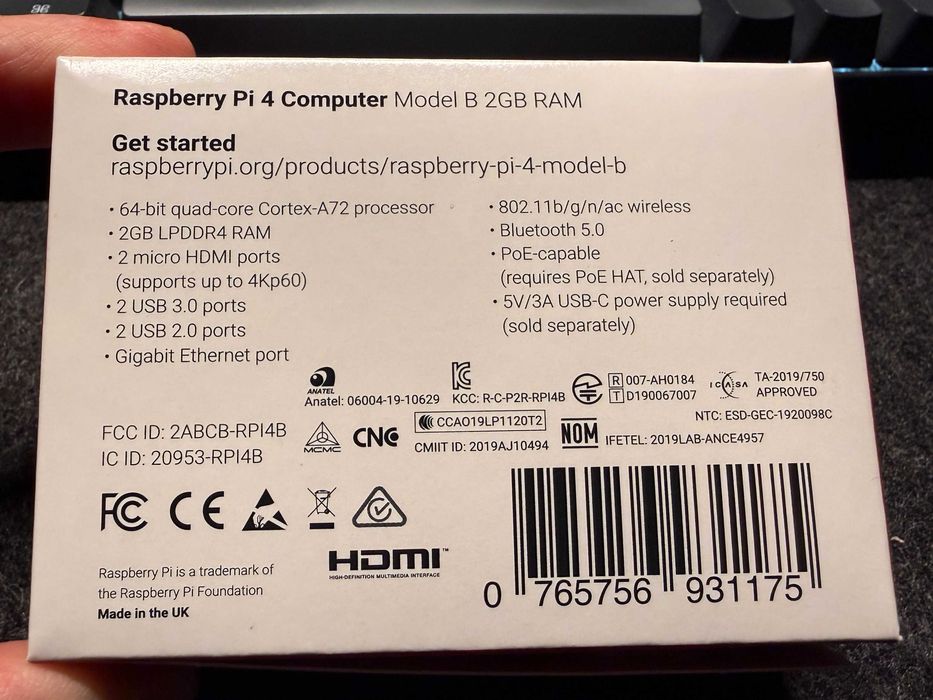 Raspberry Pi 4 Computer Model B 2GB RAM
Get started
raspberrypi.org/products/raspberry-pi-4-model-b
• 64-bit quad-core Cortex-A72 processor
• 2GB LPDDR4 RAM
• 2 micro HDMI ports
(supports up to 4Kp60)
• 2 USB 3.0 ports
• 2 USB 2.0 ports
• Gigabit Ethernet port
• 802.11b/g/n/ac wireless
• Bluetooth 5.0
• PoE-capable
(requires PoE HAT, sold separately)
• 5V/3A USB-C power supply required
(sold separately)
ANATEL
Anatel: 06004-19-10629
KCC: R-C-P2R-RPI4B
R 007-AH0184
T D190067007
ICASA
TA-2019/750
APPROVED
NTC: ESD-GEC-1920098C
FCC ID: 2ABCB-RPI4B
IC ID: 20953-RPI4B
MCMC
CNC
CCAO19LP1120T2
CMIIT ID: 2019AJ10494
NOM
IFETEL: 2019LAB-ANCE4957
FC CE
HDMI™
HIGH-DEFINITION MULTIMEDIA INTERFACE
Raspberry Pi is a trademark of
the Raspberry Pi Foundation
Made in the UK
0 765756 931175